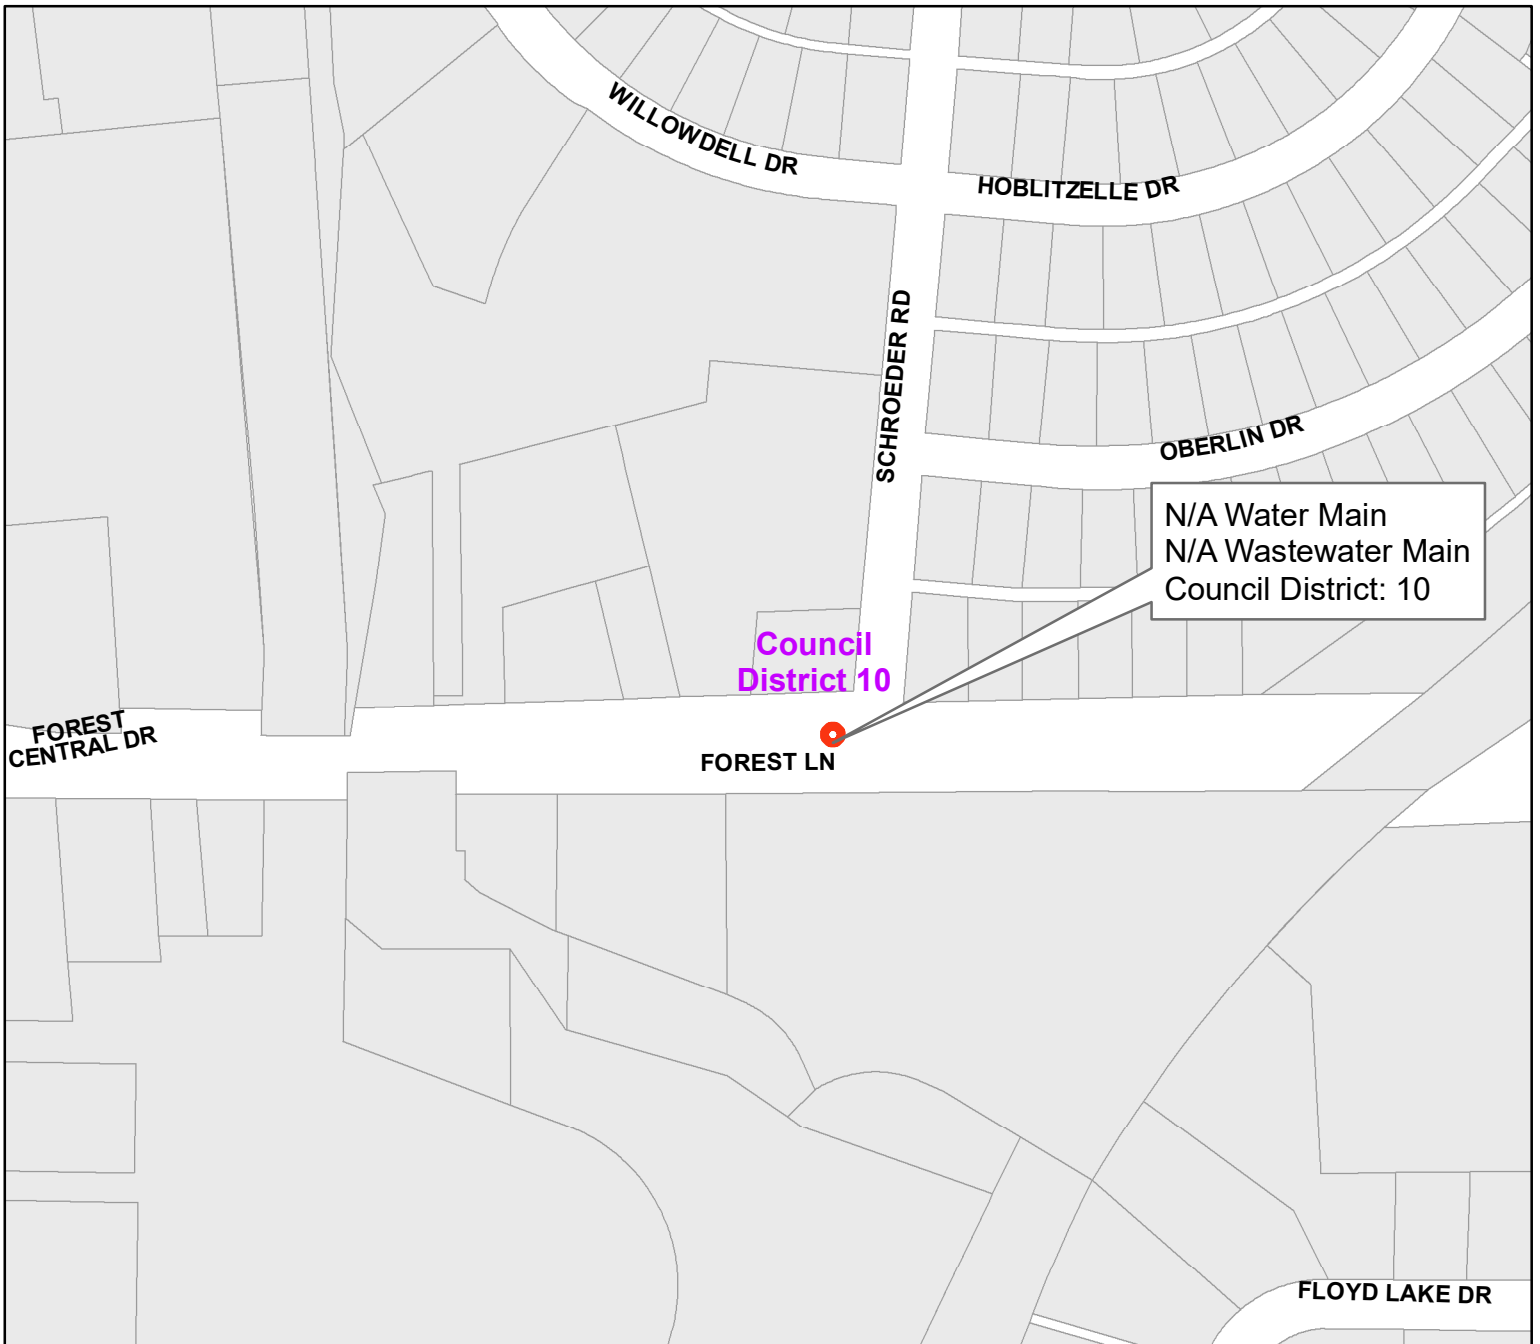 WILLOWDELL DR
HOBLITZELLE DR
SCHROEDER RD
OBERLIN DR
N/A Water Main
N/A Wastewater Main
Council District: 10
Council
District 10
FOREST
CENTRAL DR
FOREST LN
FLOYD LAKE DR